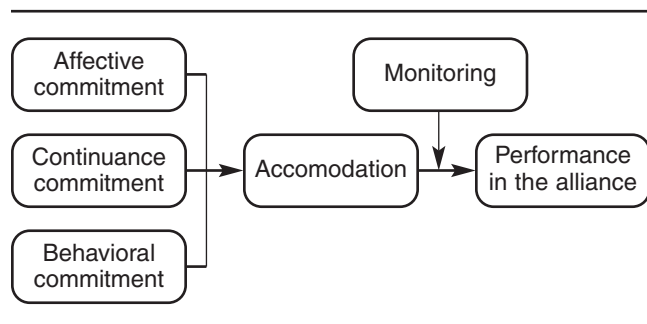 Affective
commitment
Monitoring
Continuance
commitment
Accomodation
Performance
in the alliance
Behavioral
commitment